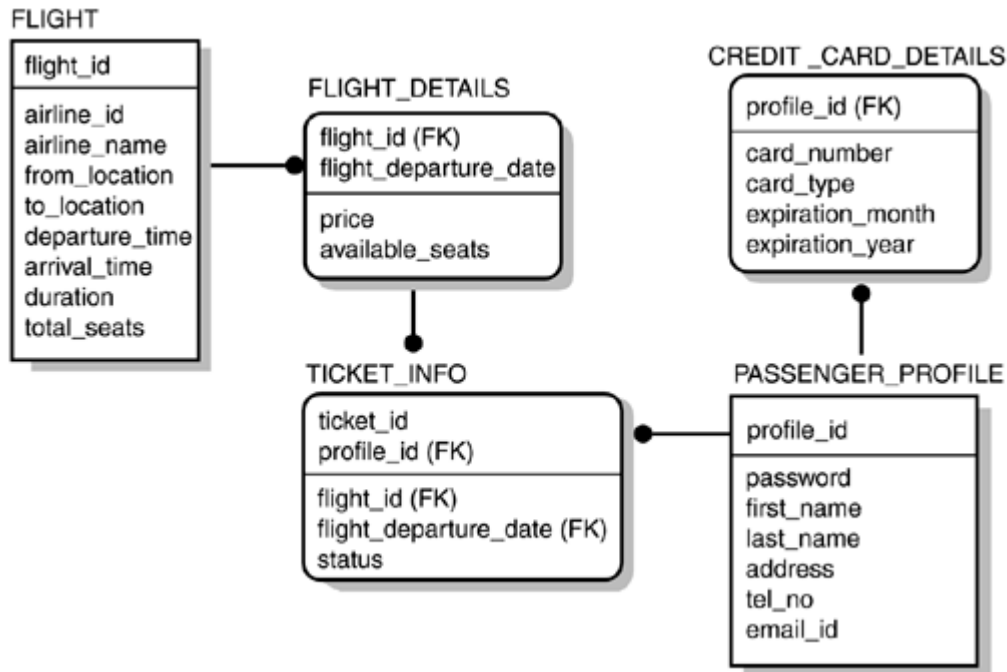 FLIGHT
flight_id
airline_id
airline_name
from_location
to_location
departure_time
arrival_time
duration
total_seats
FLIGHT_DETAILS
flight_id (FK)
flight_departure_date
price
available_seats
CREDIT _CARD_DETAILS
profile_id (FK)
card_number
card_type
expiration_month
expiration_year
TICKET_INFO
ticket_id
profile_id (FK)
flight_id (FK)
flight_departure_date (FK)
status
PASSENGER_PROFILE
profile_id
password
first_name
last_name
address
tel_no
email_id